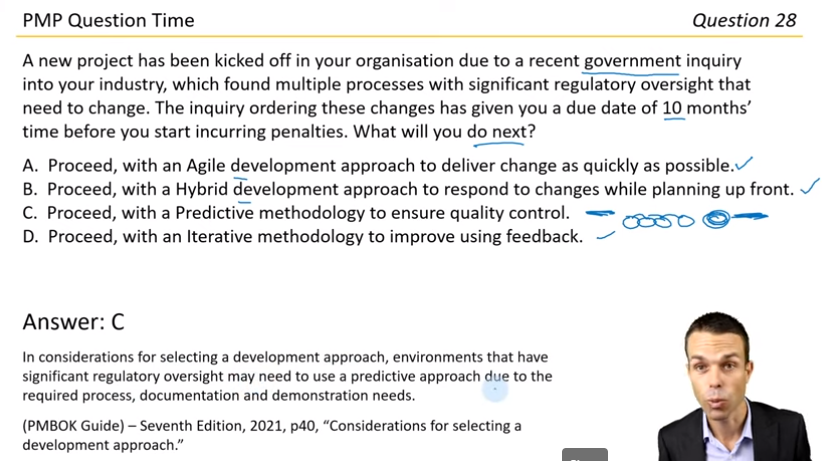 PMP Question Time
Question 28
A new project has been kicked off in your organisation due to a recent government inquiry
into your industry, which found multiple processes with significant regulatory oversight that
need to change. The inquiry ordering these changes has given you a due date of 10 months’
time before you start incurring penalties. What will you do next?
A. Proceed, with an Agile development approach to deliver change as quickly as possible.
B. Proceed, with a Hybrid development approach to respond to changes while planning up front.
C. Proceed, with a Predictive methodology to ensure quality control.
D. Proceed, with an Iterative methodology to improve using feedback.
Answer: C
In considerations for selecting a development approach, environments that have
significant regulatory oversight may need to use a predictive approach due to the
required process, documentation and demonstration needs.
(PMBOK Guide) – Seventh Edition, 2021, p40, “Considerations for selecting a
development approach.”